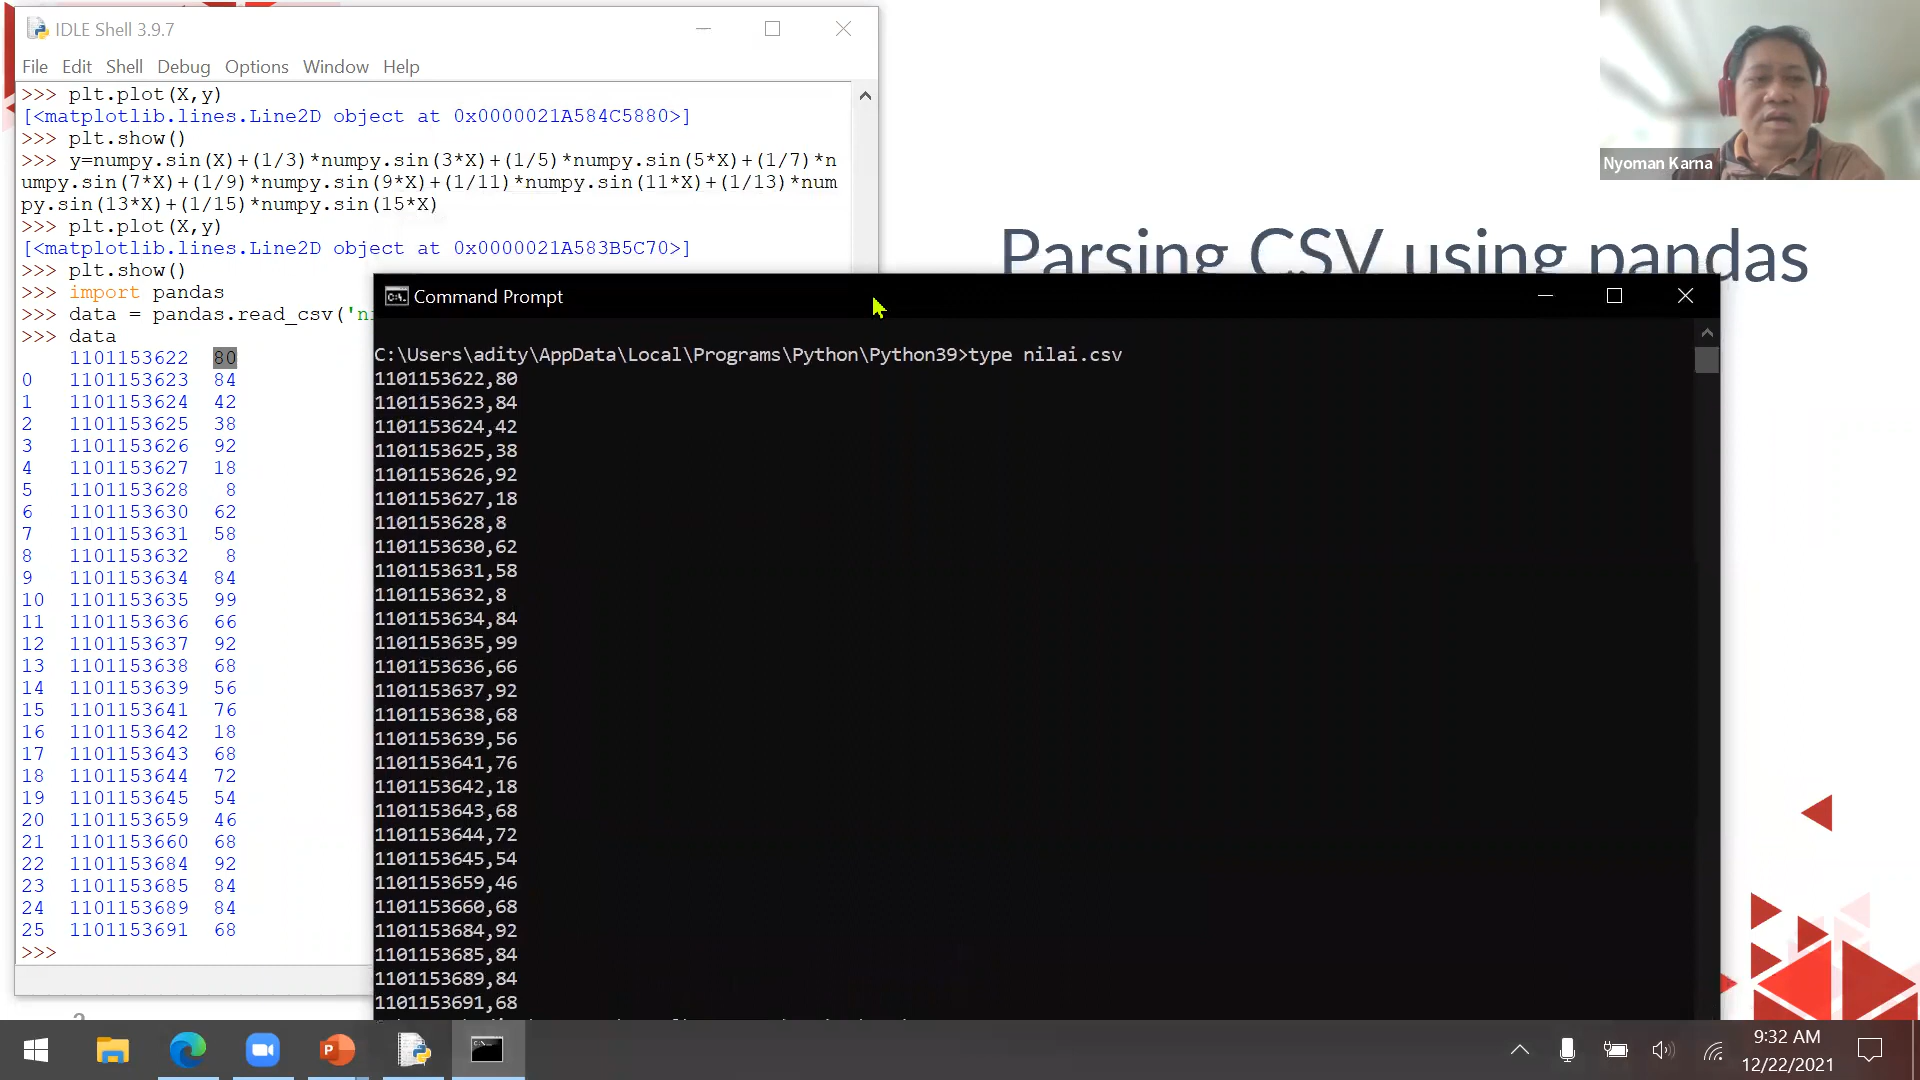 IDLE Shell 3.9.7
File Edit Shell Debug Options Window Help
>>> plt.plot(X,y)
[<matplotlib.lines.Line2D object at 0x0000021A584C5880>]
>>> plt.show()
>>> y=numpy.sin(X)+(1/3)*numpy.sin(3*X)+(1/5)*numpy.sin(5*X)+(1/7)*n
umpy.sin(7*X)+(1/9)*numpy.sin(9*X)+(1/11)*numpy.sin(11*X)+(1/13)*num
py.sin(13*X)+(1/15)*numpy.sin(15*X)
>>> plt.plot(X,y)
[<matplotlib.lines.Line2D object at 0x0000021A583B5C70>]
>>> plt.show()
>>> import pandas
>>> data = pandas.read_csv('ni
>>> data
1101153622 80
0 1101153623 84
1 1101153624 42
2 1101153625 38
3 1101153626 92
4 1101153627 18
5 1101153628 8
6 1101153630 62
7 1101153631 58
8 1101153632 8
9 1101153634 84
10 1101153635 99
11 1101153636 66
12 1101153637 92
13 1101153638 68
14 1101153639 56
15 1101153641 76
16 1101153642 18
17 1101153643 68
18 1101153644 72
19 1101153645 54
20 1101153659 46
21 1101153660 68
22 1101153684 92
23 1101153685 84
24 1101153689 84
25 1101153691 68
>>>
Nyoman Karna
Parsing CSV using pandas
Command Prompt
C:\Users\adity\AppData\Local\Programs\Python\Python39>type nilai.csv
1101153622,80
1101153623,84
1101153624,42
1101153625,38
1101153626,92
1101153627,18
1101153628,8
1101153630,62
1101153631,58
1101153632,8
1101153634,84
1101153635,99
1101153636,66
1101153637,92
1101153638,68
1101153639,56
1101153641,76
1101153642,18
1101153643,68
1101153644,72
1101153645,54
1101153659,46
1101153660,68
1101153684,92
1101153685,84
1101153689,84
1101153691,68
9:32 AM
12/22/2021